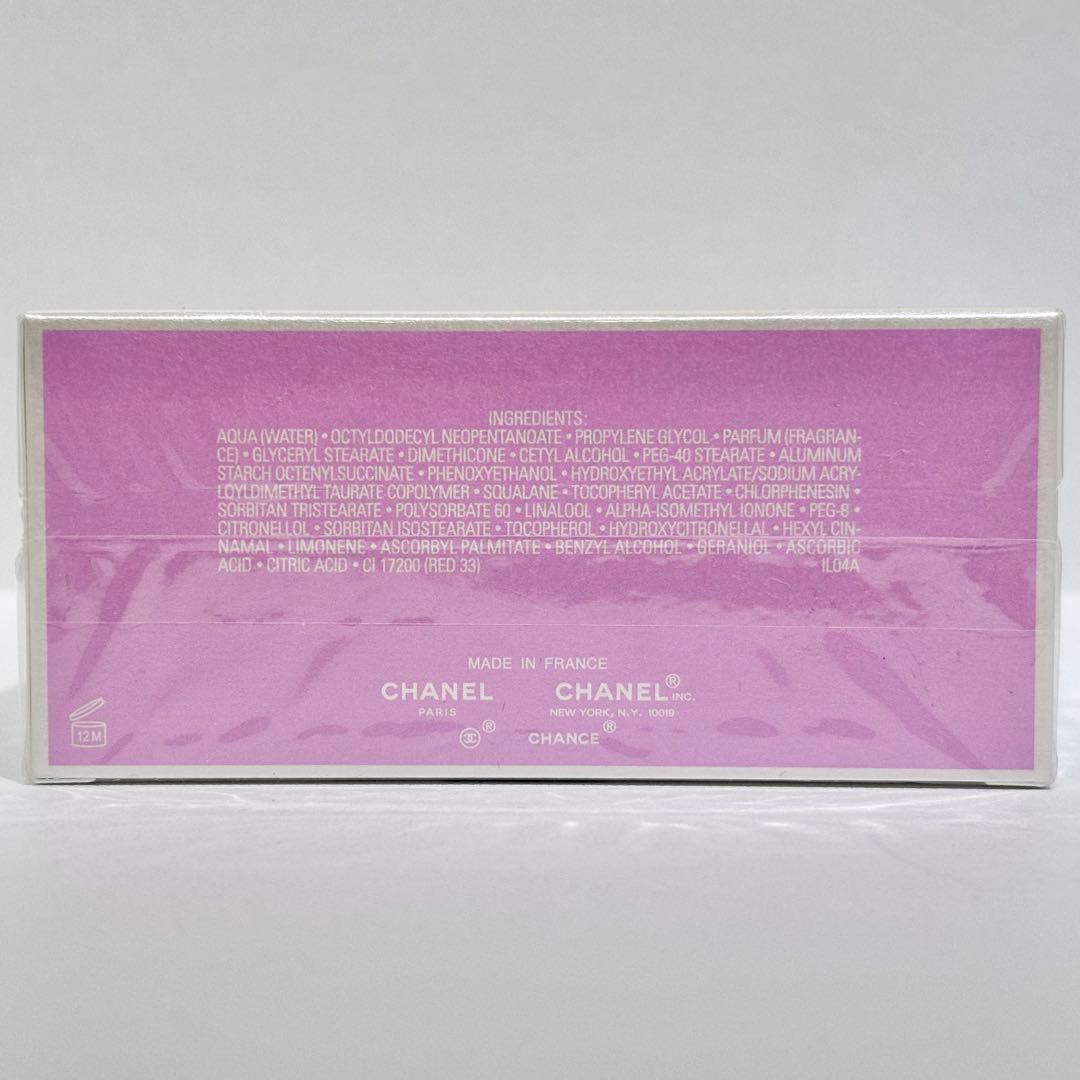 INGREDIENTS:
AQUA (WATER) • OCTYLDODECYL NEOPENTANOATE • PROPYLENE GLYCOL • PARFUM (FRAGRAN-
CE) • GLYCERYL STEARATE • DIMETHICONE • CETYL ALCOHOL • PEG-40 STEARATE • ALUMINUM
STARCH OCTENYLSUCCINATE • PHENOXYETHANOL • HYDROXYETHYL ACRYLATE/SODIUM ACRY-
LOYLDIMETHYL TAURATE COPOLYMER • SQUALANE • TOCOPHERYL ACETATE • CHLORPHENESIN •
SORBITAN TRISTEARATE • POLYSORBATE 60 • LINALOOL • ALPHA-ISOMETHYL IONONE • PEG-8 •
CITRONELLOL • SORBITAN ISOSTEARATE • TOCOPHEROL • HYDROXYCITRONELLAL • HEXYL CIN-
NAMAL • LIMONENE • ASCORBYL PALMITATE • BENZYL ALCOHOL • GERANIOL • ASCORBIC
ACID • CITRIC ACID • CI 17200 (RED 33) IL04A
MADE IN FRANCE
CHANEL CHANEL® INC.
PARIS NEW YORK, N.Y. 10019
® CHANCE®
12M